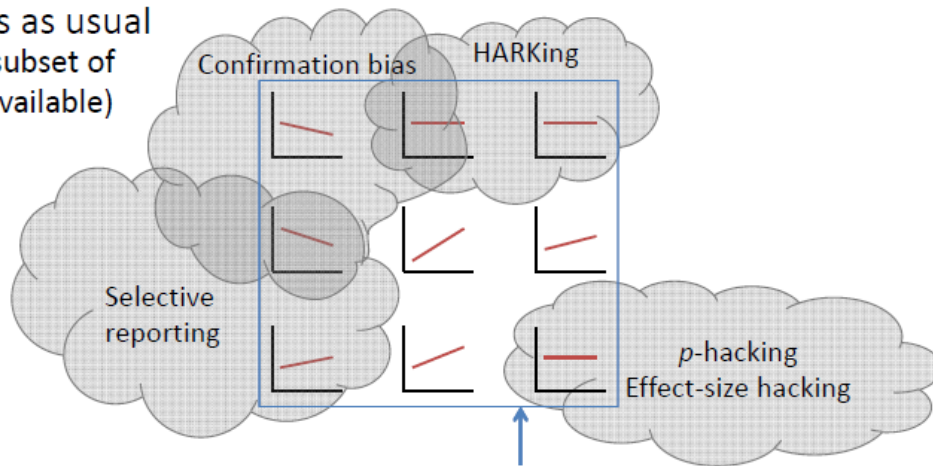 s as usual
subset of
vailable)
Confirmation bias
HARKing
Selective
reporting
p-hacking
Effect-size hacking